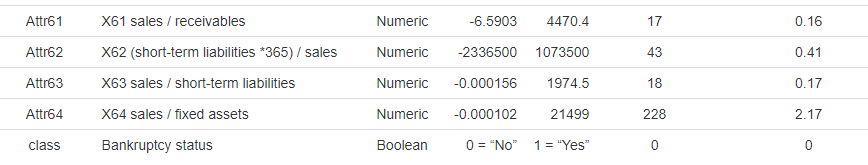 Attr61 X61 sales / receivables Numeric -6.5903 4470.4 17 0.16
Attr62 X62 (short-term liabilities *365) / sales Numeric -2336500 1073500 43 0.41
Attr63 X63 sales / short-term liabilities Numeric -0.000156 1974.5 18 0.17
Attr64 X64 sales / fixed assets Numeric -0.000102 21499 228 2.17
class Bankruptcy status Boolean 0 = “No” 1 = “Yes” 0 0